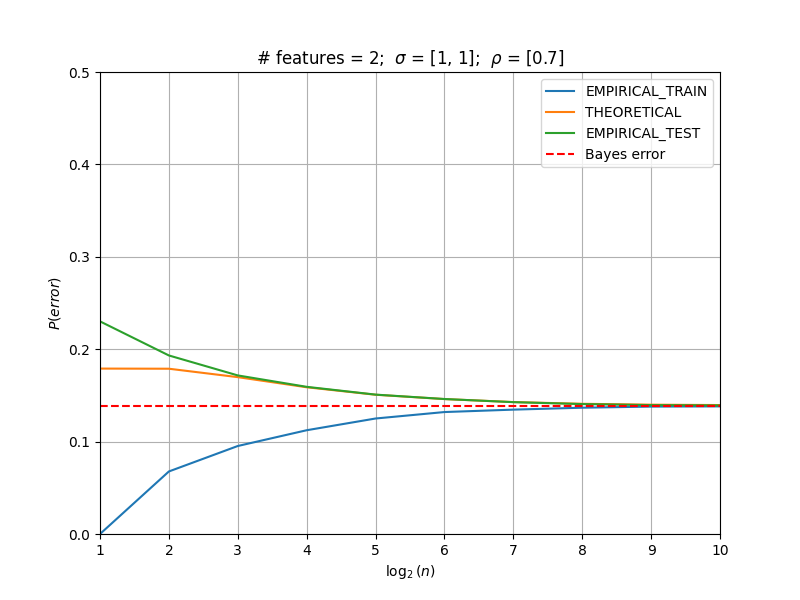 # features = 2;  σ = [1, 1];  ρ = [0.7]
EMPIRICAL_TRAIN
THEORETICAL
EMPIRICAL_TEST
Bayes error
0.5
0.4
0.3
0.2
0.1
0.0
P(error)
1 2 3 4 5 6 7 8 9 10
log₂(n)